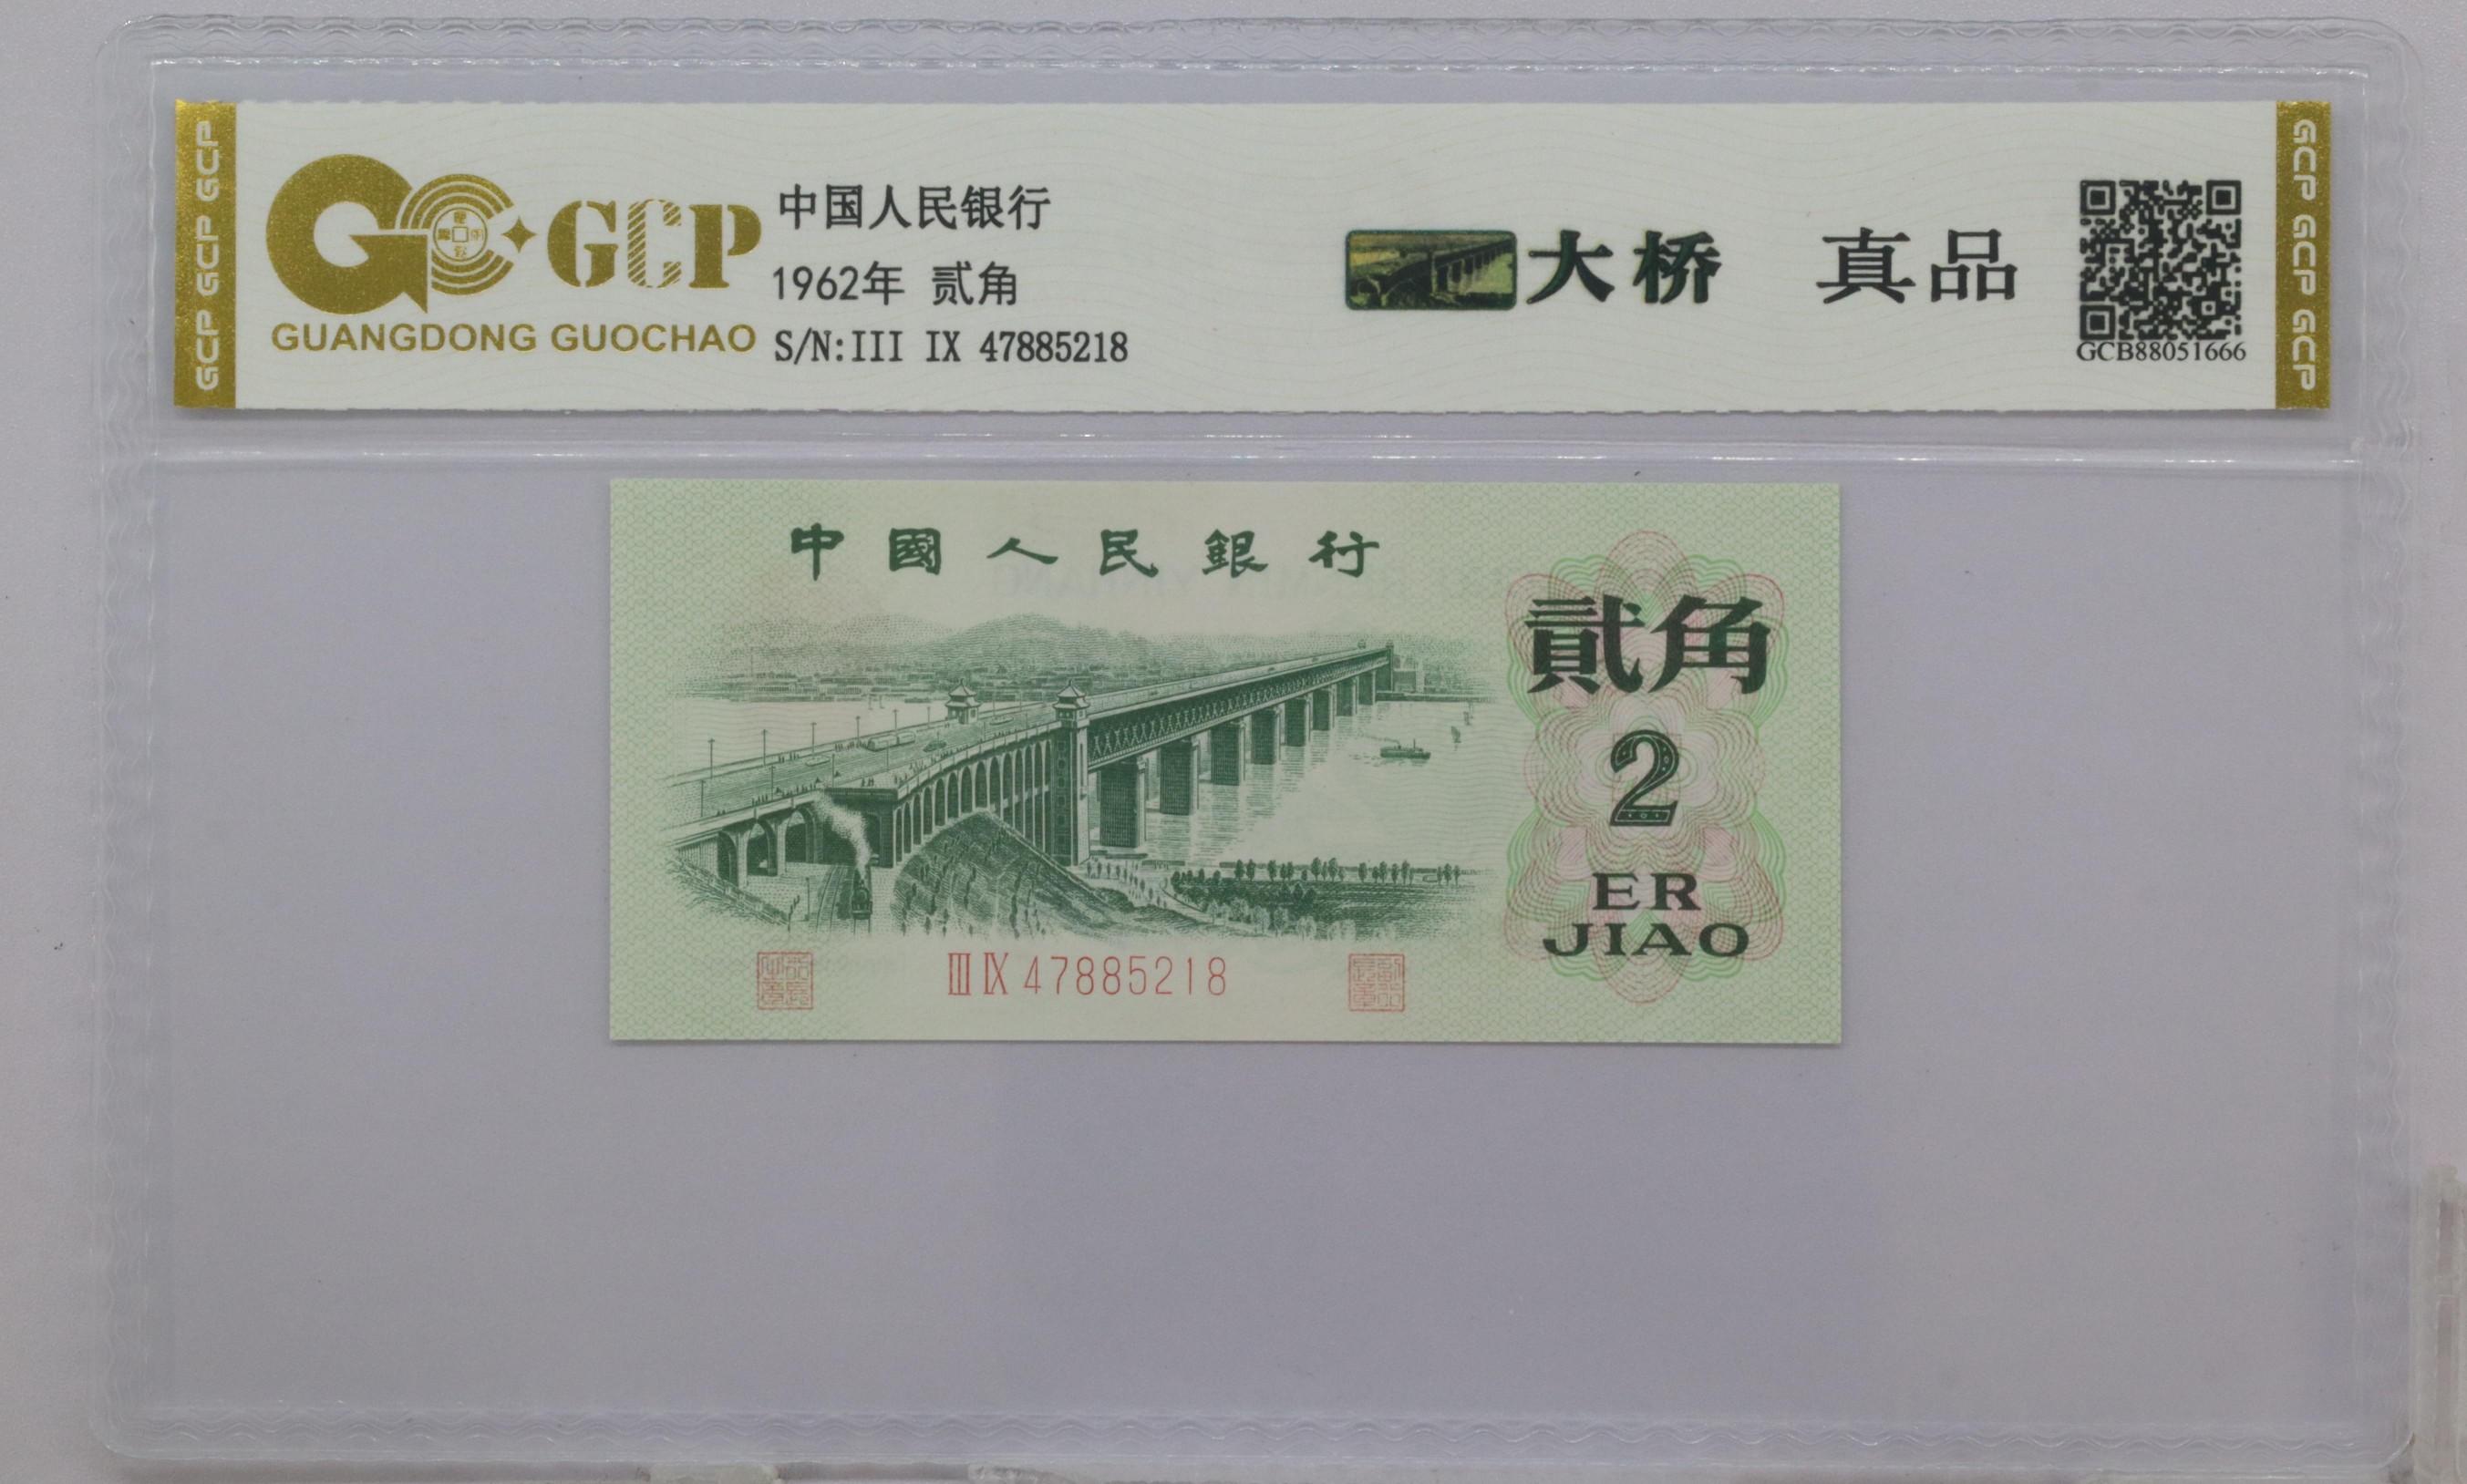 GCP GCP GCP
GCP
GUANGDONG GUOCHAO
中国人民银行
1962年 贰角
S/N:III IX 47885218
大桥 真品
GCB88051666
GCP GCP GCP
中國人民銀行
貳角
2
ER
JIAO
III IX 47885218